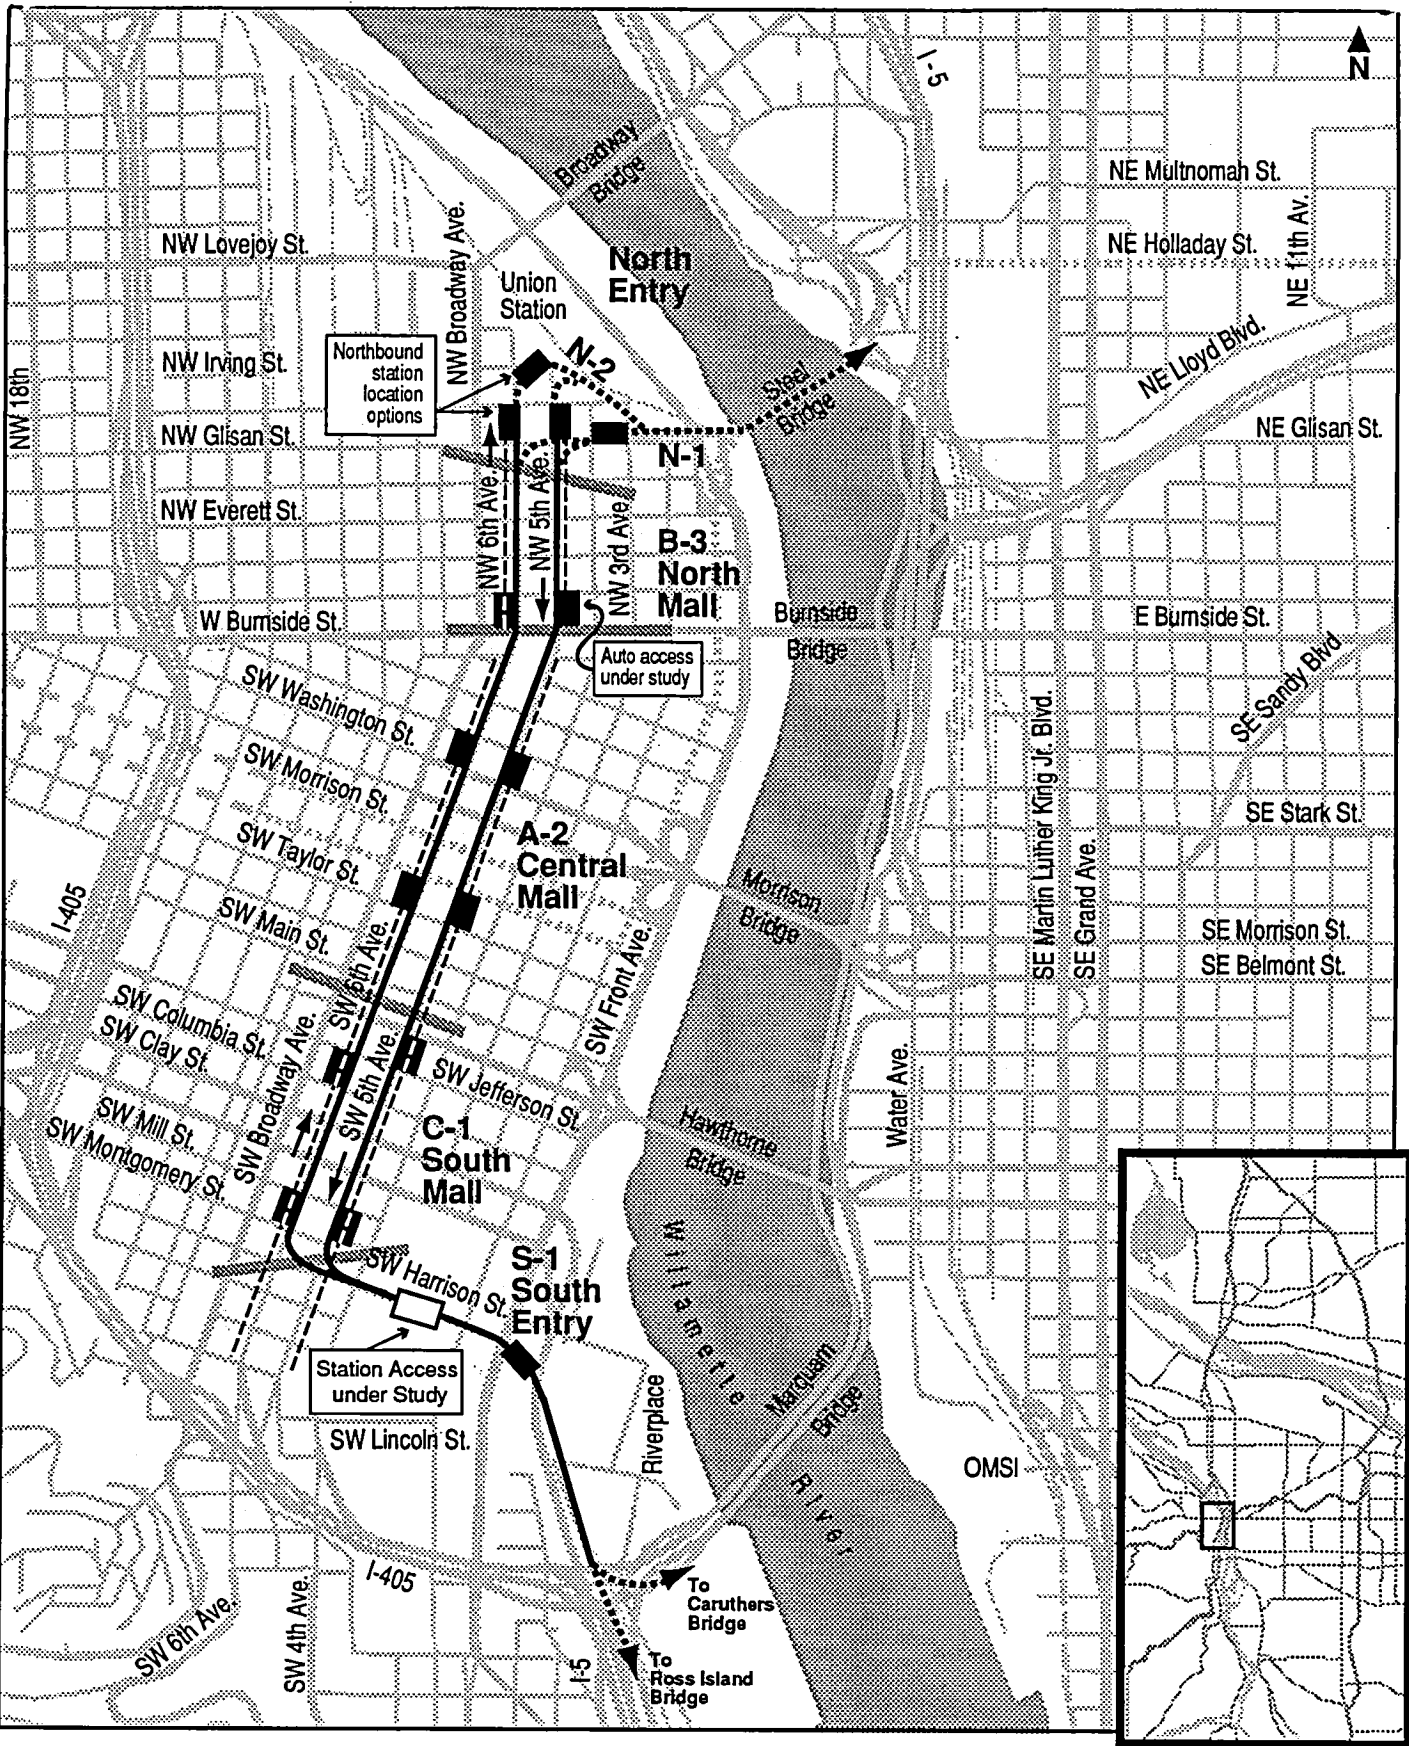 I-5
N
Broadway
Bridge
NE Multnomah St.
NW Lovejoy St.
NW Broadway Ave.
North
Entry
NE Holladay St.
NE 11th Av.
Union
Station
NE Lloyd Blvd.
Northbound
station
location
options
N-2
NW Irving St.
NW 18th
Steel
Bridge
NW Glisan St.
NE Glisan St.
N-1
NW Everett St.
NW 6th Ave.
NW 5th Ave.
NW 3rd Ave.
B-3
North
Mall
W Burnside St.
Burnside
Bridge
E Burnside St.
Auto access
under study
SW Washington St.
SE Sandy Blvd
SW Morrison St.
SE Martin Luther King Jr. Blvd.
SE Grand Ave.
SE Stark St.
SW Taylor St.
A-2
Central
Mall
Morrison
Bridge
I-405
SW Main St.
SE Morrison St.
SE Belmont St.
SW 6th Ave.
SW Front Ave.
SW Columbia St.
SW Clay St.
SW Broadway Ave.
SW 5th Ave.
SW Jefferson St.
Water Ave.
SW Mill St.
SW Montgomery St.
C-1
South
Mall
Hawthorne
Bridge
SW Harrison St.
S-1
South
Entry
Willamette
River
Marquam
Bridge
Station Access
under Study
SW Lincoln St.
Riverplace
OMSI
I-405
To
Caruthers
Bridge
SW 6th Ave.
SW 4th Ave.
I-5
To
Ross Island
Bridge